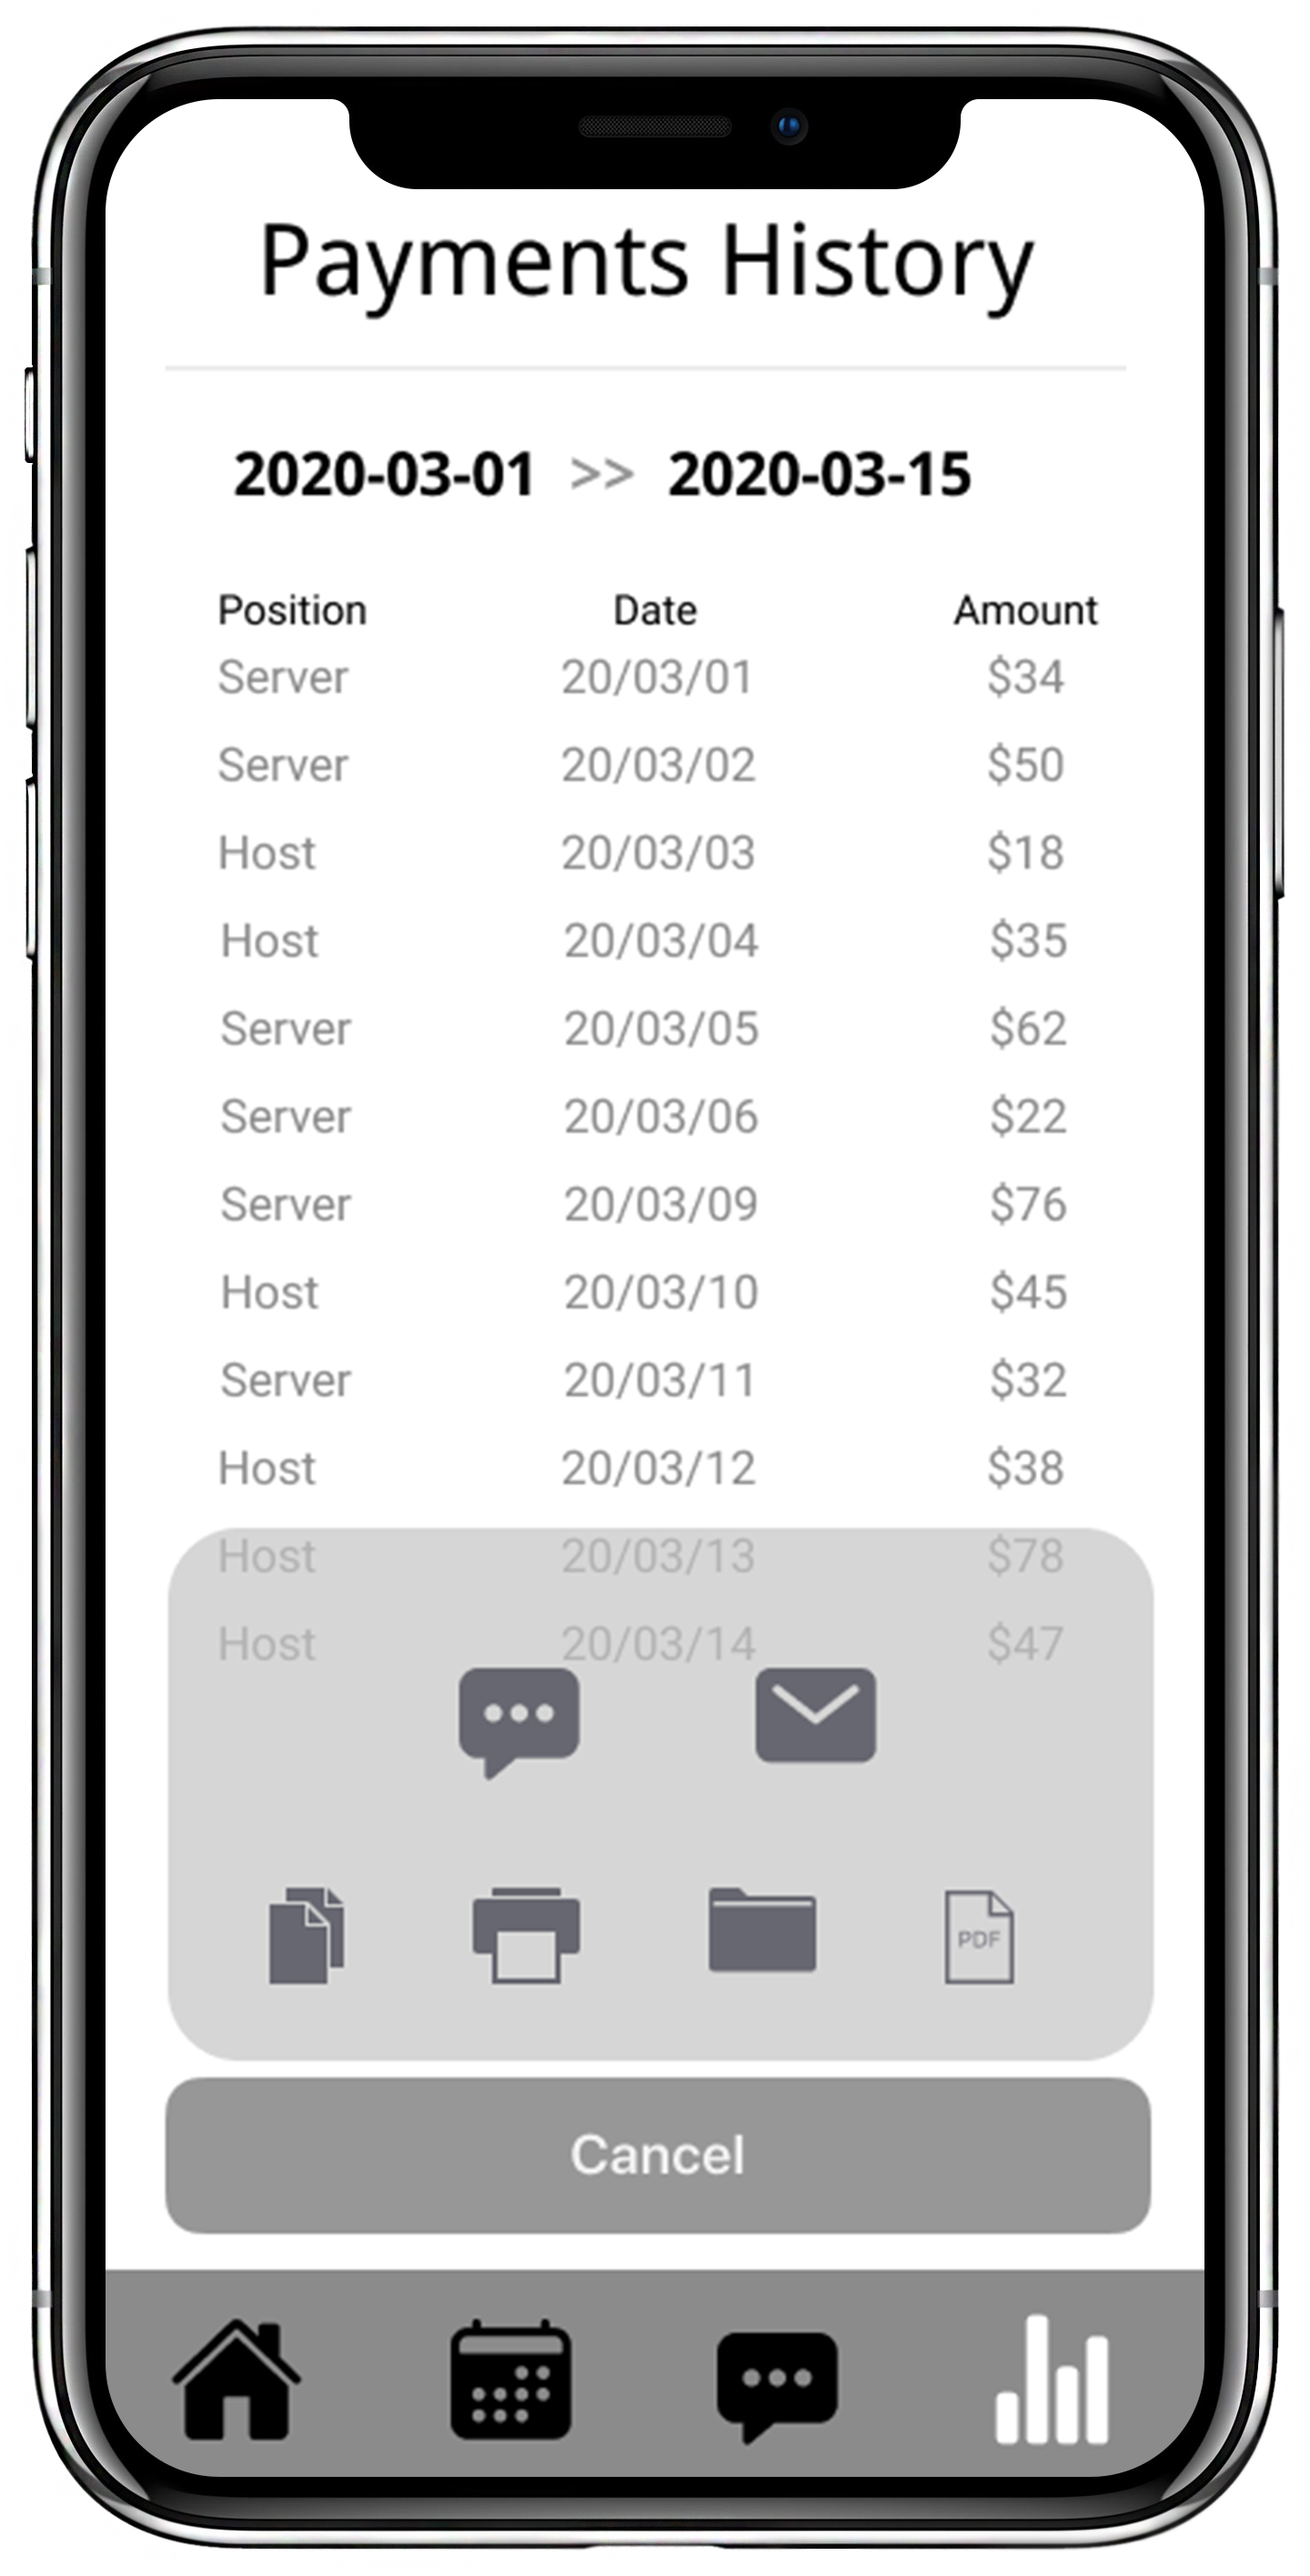 Payments History
2020-03-01 >> 2020-03-15
Position Date Amount
Server 20/03/01 $34
Server 20/03/02 $50
Host 20/03/03 $18
Host 20/03/04 $35
Server 20/03/05 $62
Server 20/03/06 $22
Server 20/03/09 $76
Host 20/03/10 $45
Server 20/03/11 $32
Host 20/03/12 $38
Host 20/03/13 $78
Host 20/03/14 $47
PDF
Cancel